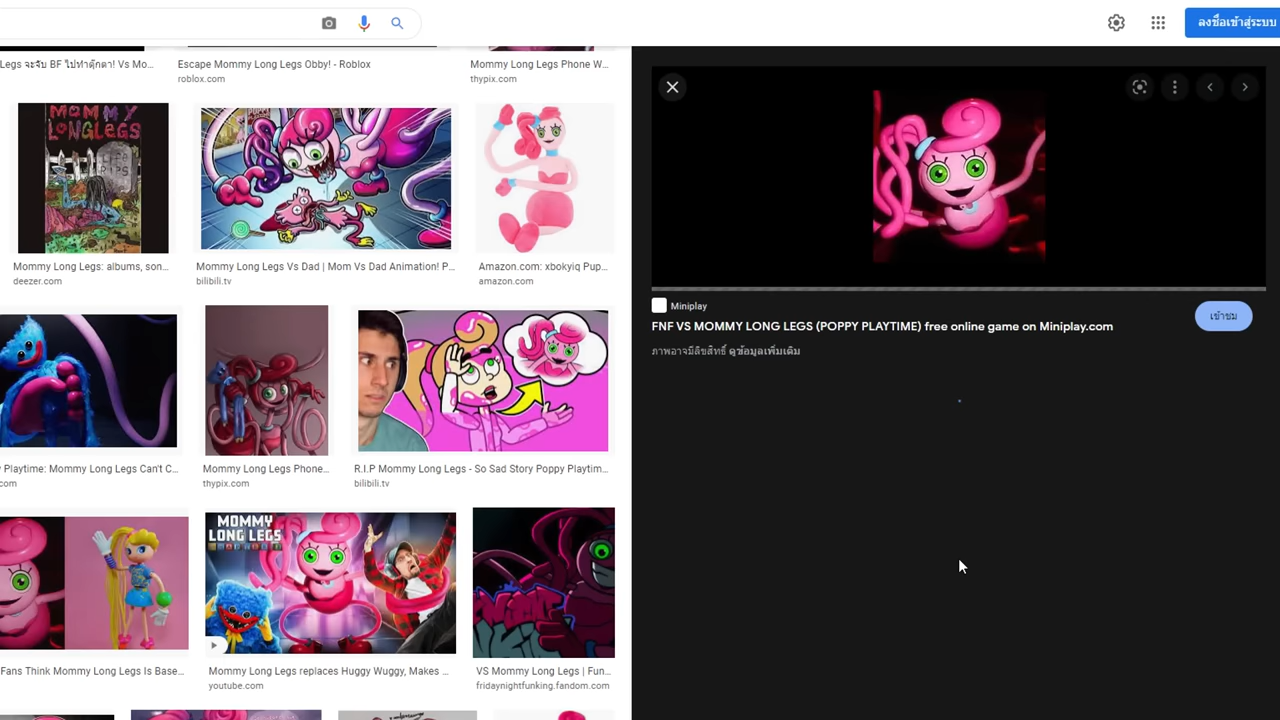 ลงชื่อเข้าสู่ระบบ
Legs จะจับ BF ไปทำตุ๊กตา! Vs Mo...
Escape Mommy Long Legs Obby! - Roblox
roblox.com
Mommy Long Legs Phone W...
thypix.com
MOMMY
LONGLEGS
LIFE
RIPS
Mommy Long Legs: albums, son...
deezer.com
Mommy Long Legs Vs Dad | Mom Vs Dad Animation! P...
bilibili.tv
Amazon.com: xbokyiq Pup...
amazon.com
Playtime: Mommy Long Legs Can't C...
com
Mommy Long Legs Phone...
thypix.com
R.I.P Mommy Long Legs - So Sad Story Poppy Playtim...
bilibili.tv
Fans Think Mommy Long Legs Is Base...
MOMMY
LONG LEGS
Mommy Long Legs replaces Huggy Wuggy, Makes ...
youtube.com
VS Mommy Long Legs | Fun...
fridaynightfunking.fandom.com
Miniplay
FNF VS MOMMY LONG LEGS (POPPY PLAYTIME) free online game on Miniplay.com
เข้าชม
ภาพอาจมีลิขสิทธิ์ ดูข้อมูลเพิ่มเติม